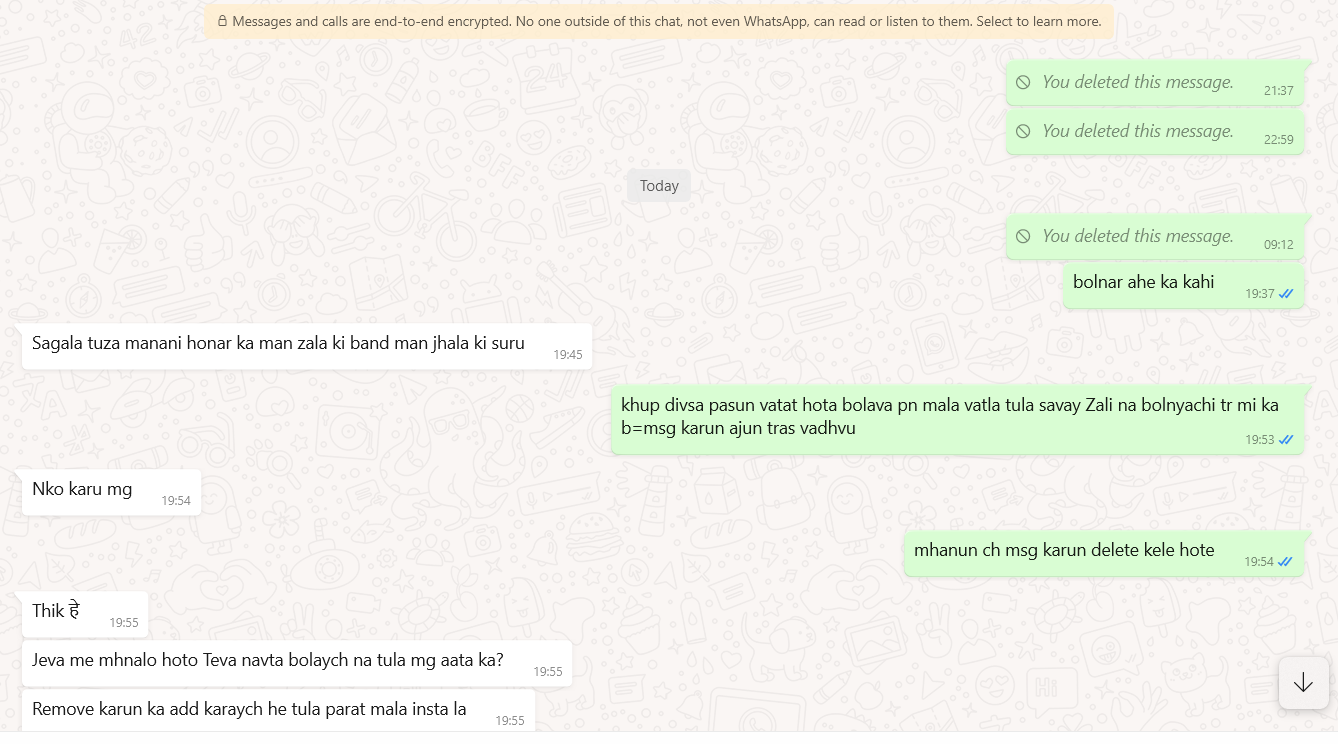 Messages and calls are end-to-end encrypted. No one outside of this chat, not even WhatsApp, can read or listen to them. Select to learn more.
You deleted this message. 21:37
You deleted this message. 22:59
Today
You deleted this message. 09:12
bolnar ahe ka kahi 19:37
Sagala tuza manani honar ka man zala ki band man jhala ki suru 19:45
khup divsa pasun vatat hota bolava pn mala vatla tula savay Zali na bolnyachi tr mi ka
b=msg karun ajun tras vadhvu 19:53
Nko karu mg 19:54
mhanun ch msg karun delete kele hote 19:54
Thik हे 19:55
Jeva me mhnalo hoto Teva navta bolaych na tula mg aata ka? 19:55
Remove karun ka add karaych he tula parat mala insta la 19:55